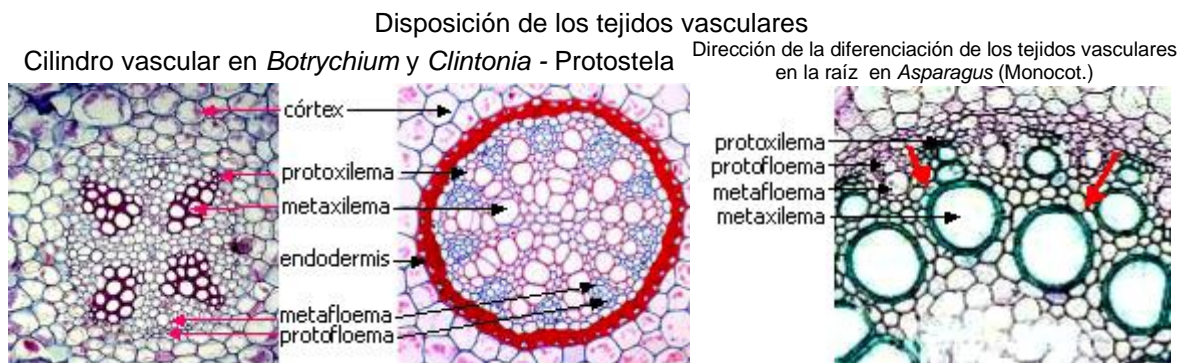 Disposición de los tejidos vasculares
Cilindro vascular en Botrychium y Clintonia - Protostela
Dirección de la diferenciación de los tejidos vasculares
en la raíz en Asparagus (Monocot.)
córtex
protoxilema
metaxilema
endodermis
metafloema
protofloema
protoxilema
protofloema
metafloema
metaxilema